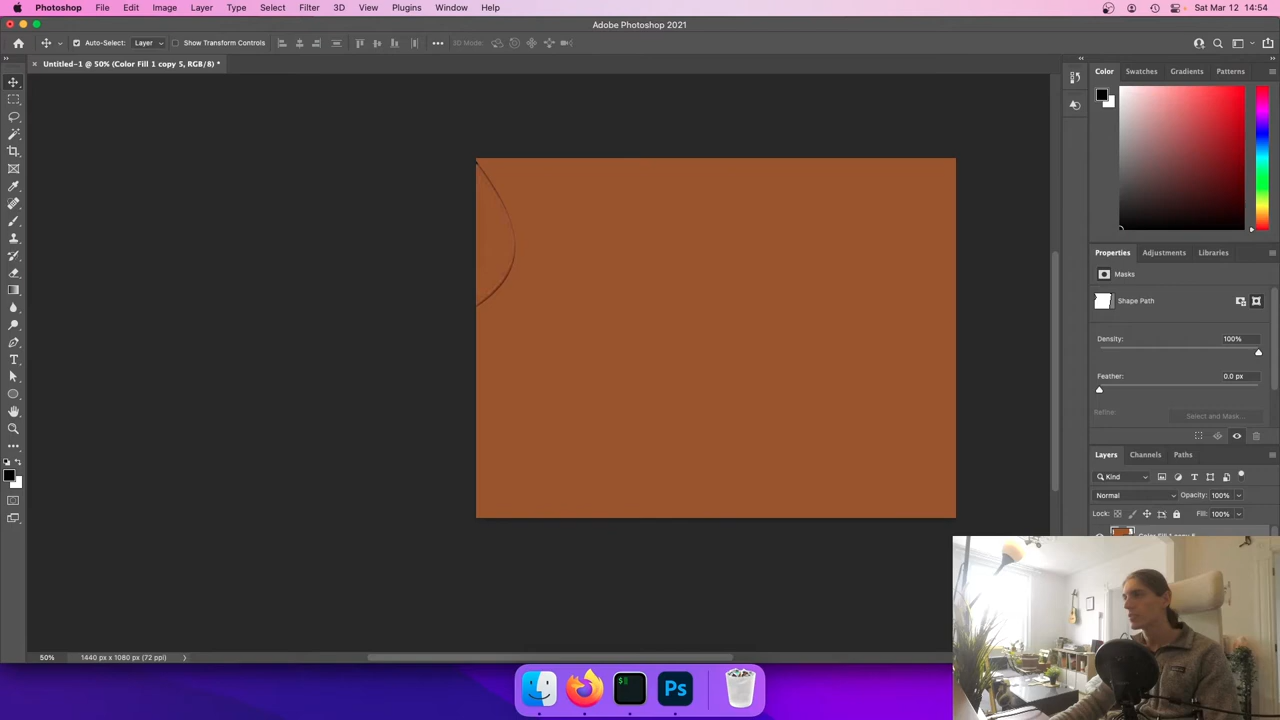 Photoshop File Edit Image Layer Type Select Filter 3D View Plugins Window Help Sat Mar 12 14:54
Adobe Photoshop 2021
Auto-Select: Layer Show Transform Controls 3D Mode:
Untitled-1 @ 50% (Color Fill 1 copy 5, RGB/8) *
Color Swatches Gradients Patterns
Properties Adjustments Libraries
Masks
Shape Path
Density: 100%
Feather: 0.0 px
Refine: Select and Mask...
Layers Channels Paths
Kind
Normal Opacity: 100%
Lock: Fill: 100%
50% 1440 px x 1080 px (72 ppi)
$
Ps